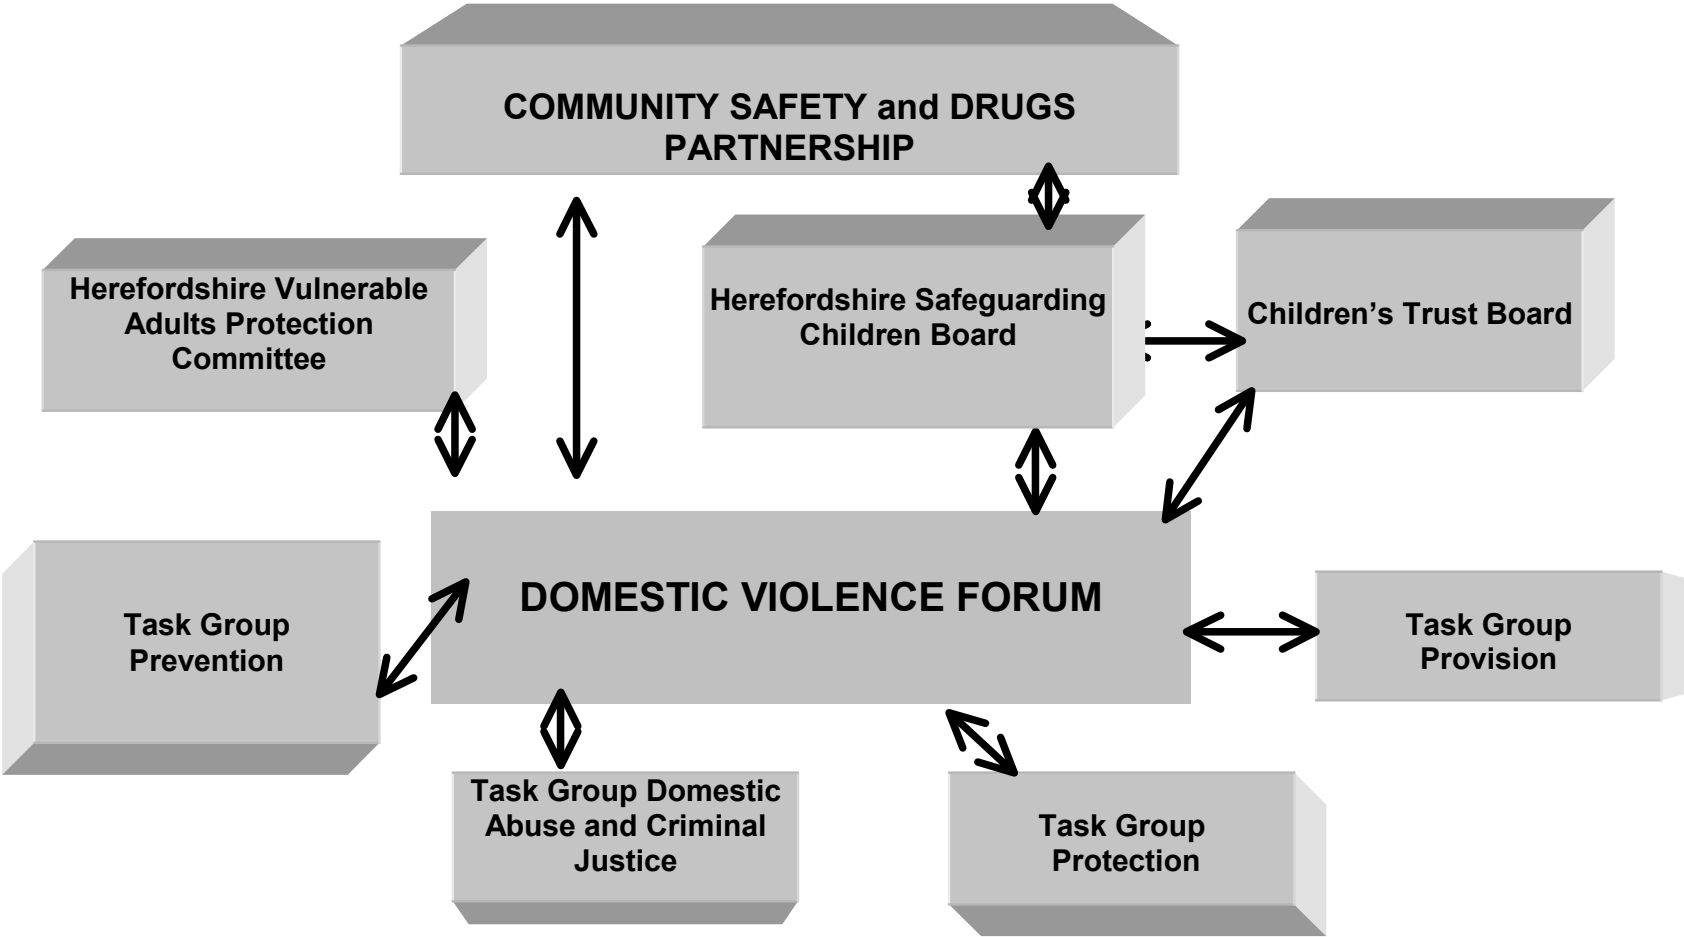 COMMUNITY SAFETY and DRUGS
PARTNERSHIP
Herefordshire Vulnerable
Adults Protection
Committee
Herefordshire Safeguarding
Children Board
Children’s Trust Board
DOMESTIC VIOLENCE FORUM
Task Group
Prevention
Task Group
Provision
Task Group Domestic
Abuse and Criminal
Justice
Task Group
Protection